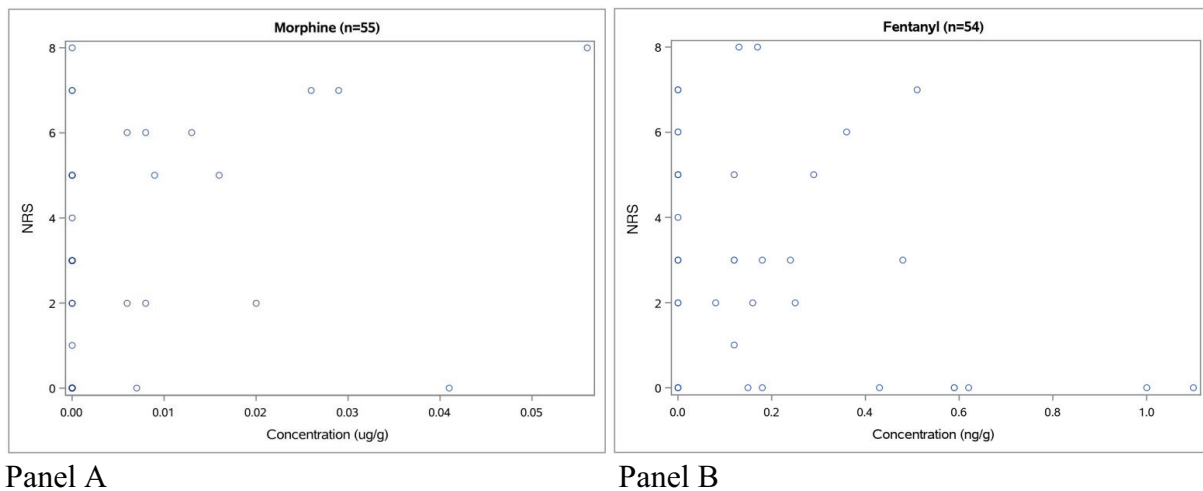 Morphine (n=55)
8
6
4
2
0
NRS
0.00 0.01 0.02 0.03 0.04 0.05
Concentration (ug/g)
Panel A
Fentanyl (n=54)
8
6
4
2
0
NRS
0.0 0.2 0.4 0.6 0.8 1.0
Concentration (ng/g)
Panel B